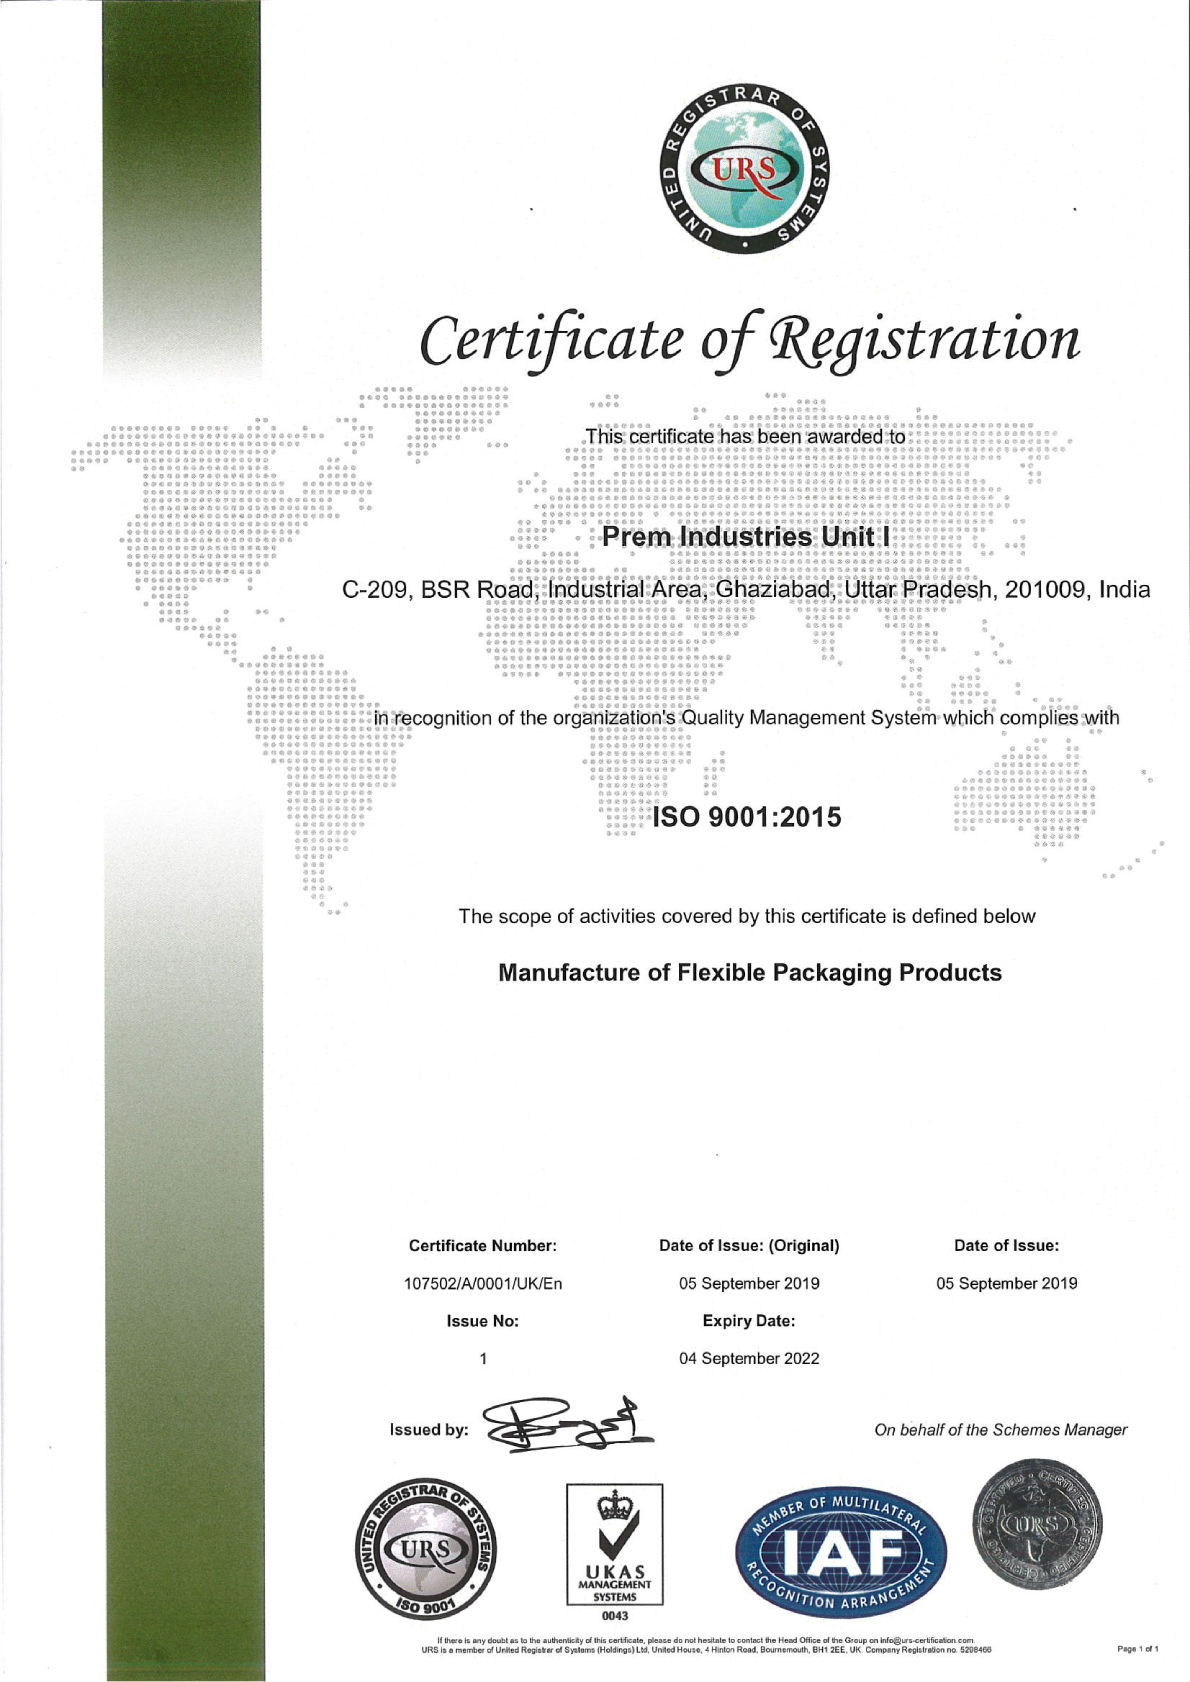 UNITED REGISTRAR OF SYSTEMS
URS
Certificate of Registration
This certificate has been awarded to
Prem Industries Unit I
C-209, BSR Road, Industrial Area, Ghaziabad, Uttar Pradesh, 201009, India
in recognition of the organization's Quality Management System which complies with
ISO 9001:2015
The scope of activities covered by this certificate is defined below
Manufacture of Flexible Packaging Products
Certificate Number: Date of Issue: (Original) Date of Issue:
107502/A/0001/UK/En 05 September 2019 05 September 2019
Issue No: Expiry Date:
1 04 September 2022
Issued by: On behalf of the Schemes Manager
UNITED REGISTRAR OF SYSTEMS
URS
ISO 9001
UKAS
MANAGEMENT
SYSTEMS
0043
MEMBER OF MULTILATERAL
IAF
RECOGNITION ARRANGEMENT
CERTIFIED
URS
If there is any doubt as to the authenticity of this certificate, please do not hesitate to contact the Head Office of the Group on info@urs-certification.com.
URS is a member of United Registrar of Systems (Holdings) Ltd, United House, 4 Hinton Road, Bournemouth, BH1 2EE, UK. Company Registration no. 5298466
Page 1 of 1